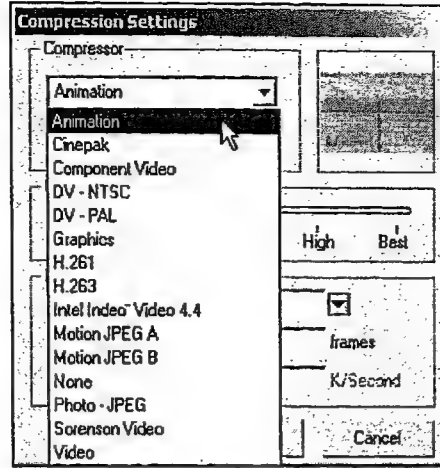 Compression Settings
Compressor
Animation
Animation
Cinepak
Component Video
DV - NTSC
DV - PAL
Graphics
H.261
H.263
Intel Indeo™ Video 4.4
Motion JPEG A
Motion JPEG B
None
Photo - JPEG
Sorenson Video
Video
High Best
frames
K/Second
Cancel